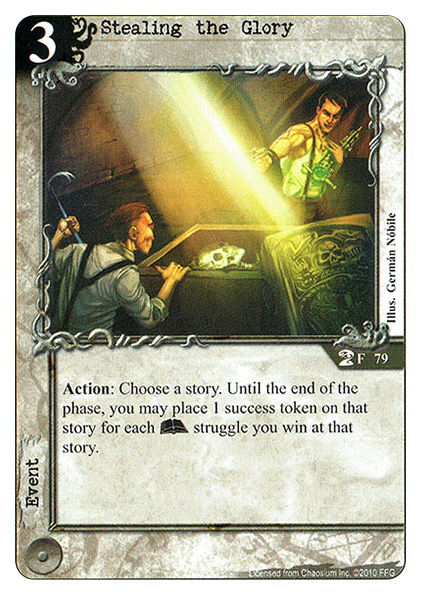 3
Stealing the Glory
Illus. Germán Nóbile
F 79
Action: Choose a story. Until the end of the
phase, you may place 1 success token on that
story for each struggle you win at that
story.
Event
Licensed from Chaosium Inc. ©2010 FFG